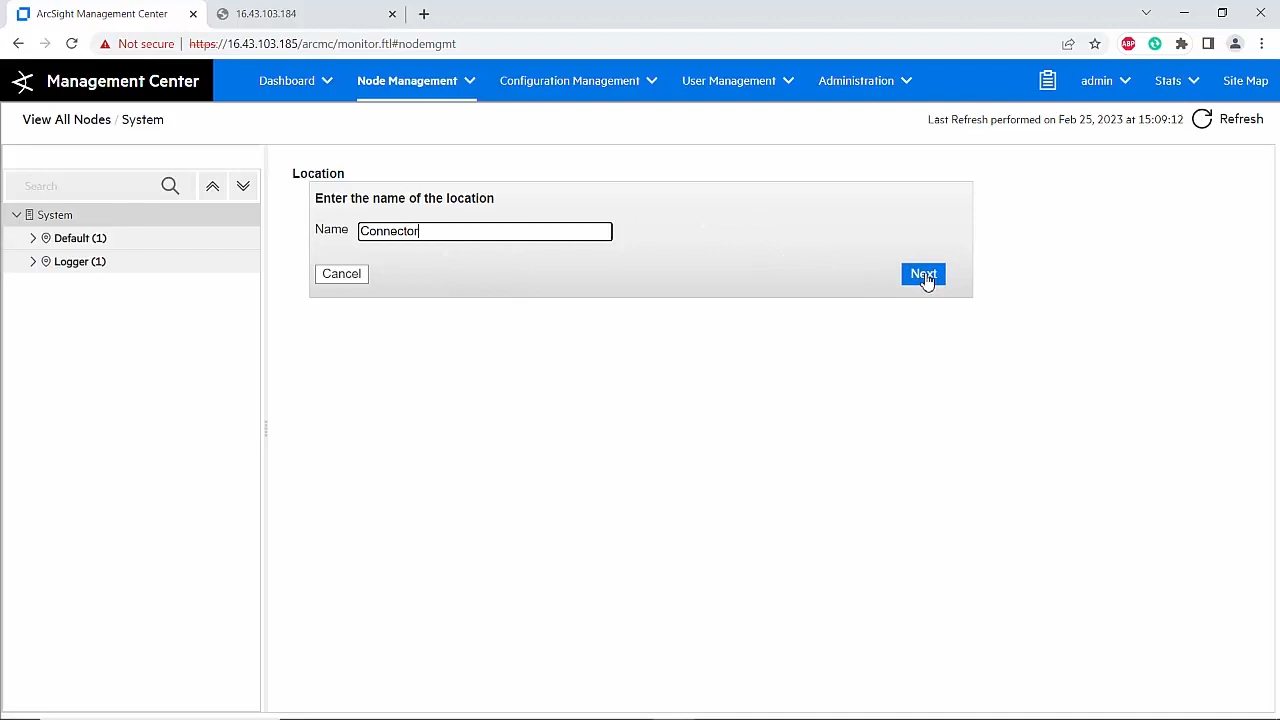 ArcSight Management Center
16.43.103.184
Not secure https://16.43.103.185/arcmc/monitor.ftl#nodemgmt
ABP
Management Center
Dashboard Node Management Configuration Management User Management Administration admin Stats Site Map
View All Nodes / System
Last Refresh performed on Feb 25, 2023 at 15:09:12 Refresh
Search
System
Default (1)
Logger (1)
Location
Enter the name of the location
Name Connector
Cancel Next